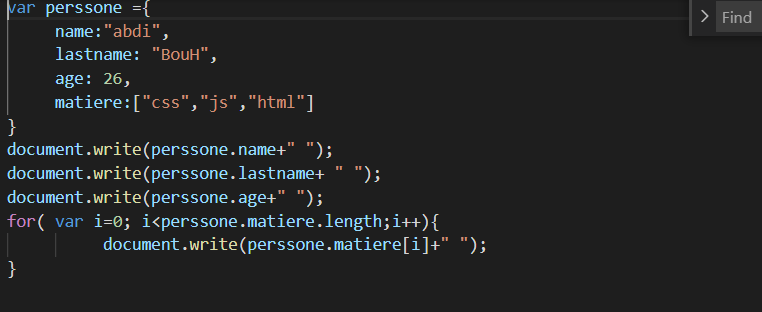 var perssone ={
name:"abdi",
lastname: "BouH",
age: 26,
matiere:["css","js","html"]
}
document.write(perssone.name+" ");
document.write(perssone.lastname+ " ");
document.write(perssone.age+" ");
for( var i=0; i<perssone.matiere.length;i++){
document.write(perssone.matiere[i]+" ");
}
> Find